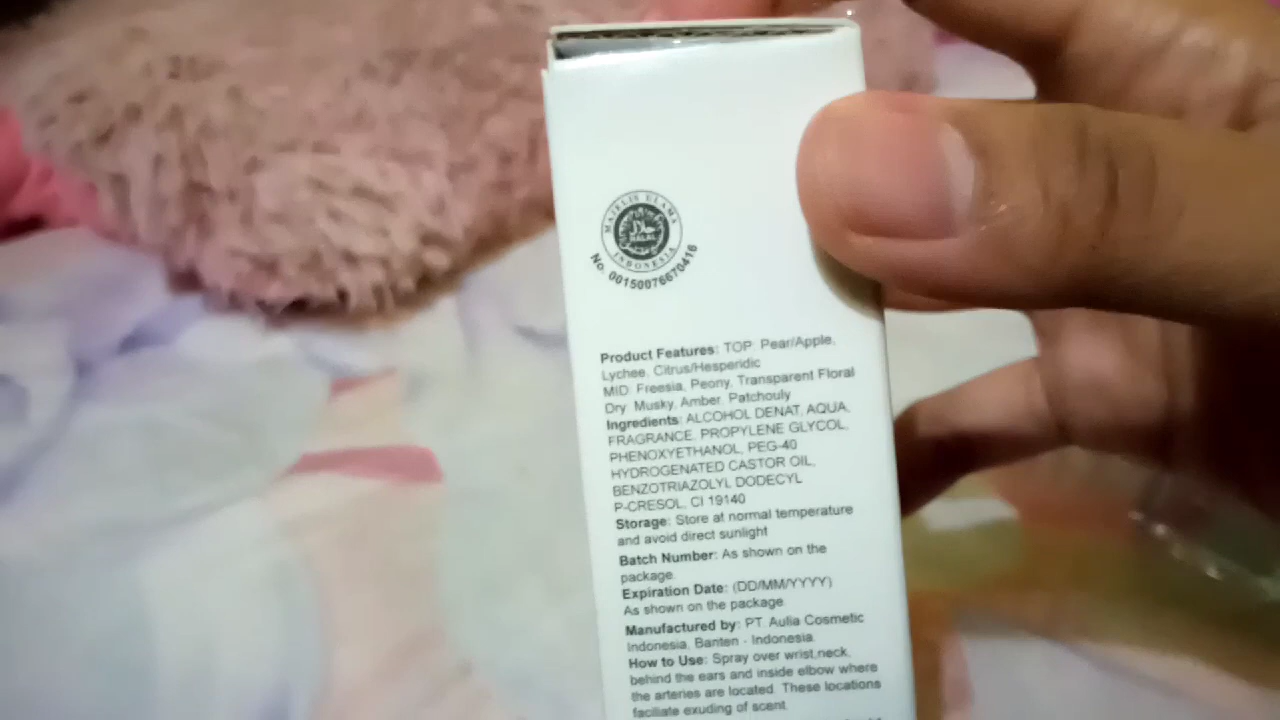 MAJELIS ULAMA
HALAL
INDONESIA
No. 00150076670416
Product Features: TOP: Pear/Apple,
Lychee, Citrus/Hesperidic
MID: Freesia, Peony, Transparent Floral
Dry: Musky, Amber, Patchouly
Ingredients: ALCOHOL DENAT, AQUA,
FRAGRANCE, PROPYLENE GLYCOL,
PHENOXYETHANOL, PEG-40
HYDROGENATED CASTOR OIL,
BENZOTRIAZOLYL DODECYL
P-CRESOL, CI 19140
Storage: Store at normal temperature
and avoid direct sunlight
Batch Number: As shown on the
package.
Expiration Date: (DD/MM/YYYY)
As shown on the package
Manufactured by: PT. Aulia Cosmetic
Indonesia, Banten - Indonesia.
How to Use: Spray over wrist,neck,
behind the ears and inside elbow where
the arteries are located. These locations
faciliate exuding of scent.